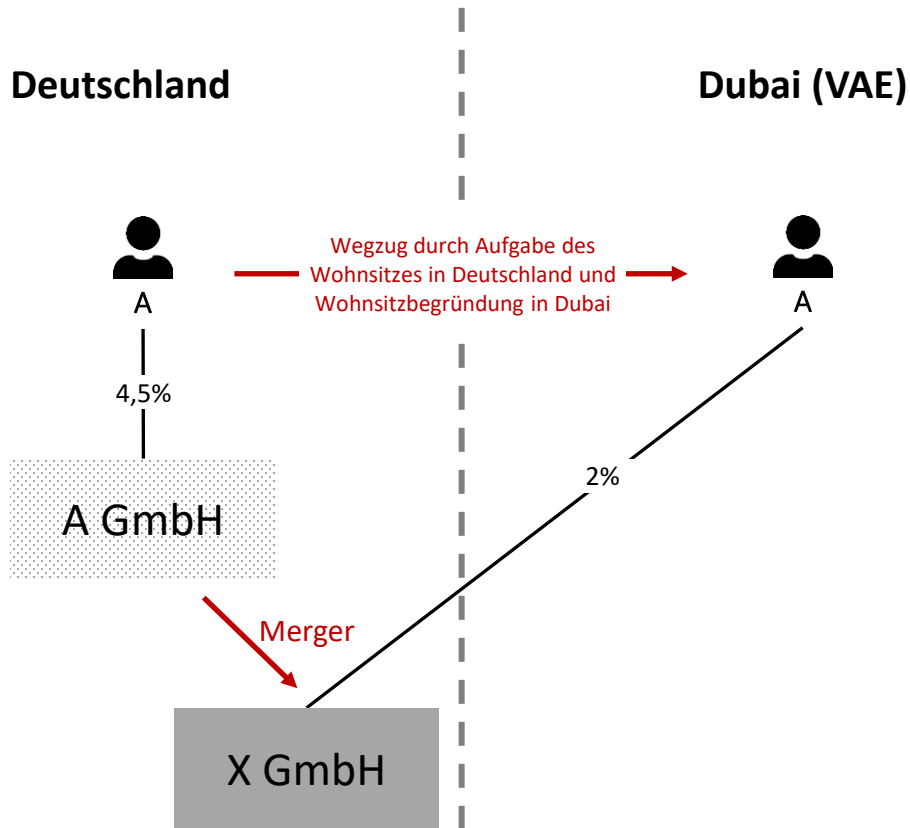 Deutschland
Dubai (VAE)
Wegzug durch Aufgabe des
Wohnsitzes in Deutschland und
Wohnsitzbegründung in Dubai
A
A
4,5%
2%
A GmbH
Merger
X GmbH